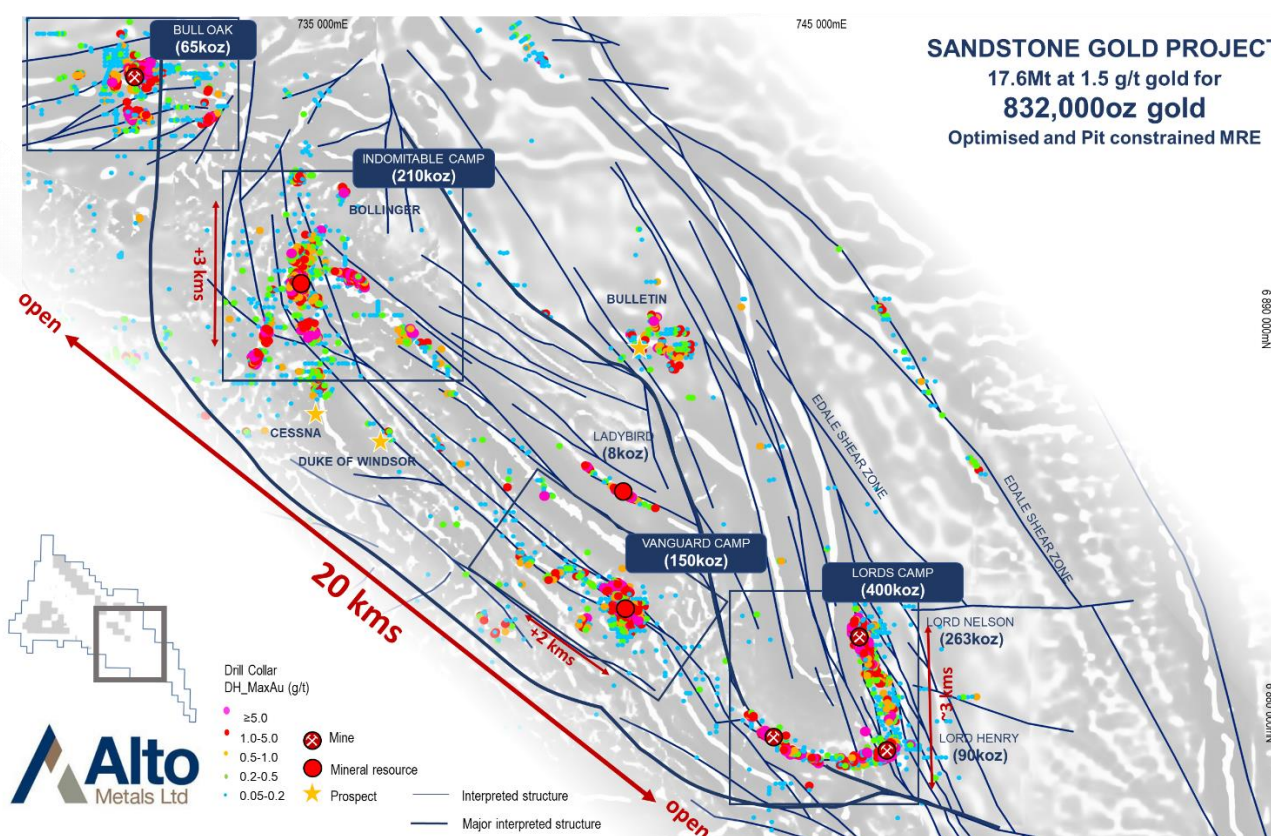 735 000mE
745 000mE
BULL OAK
(65koz)
SANDSTONE GOLD PROJECT
17.6Mt at 1.5 g/t gold for
832,000oz gold
Optimised and Pit constrained MRE
INDOMITABLE CAMP
(210koz)
BOLLINGER
+3 kms
open
BULLETIN
6 890 000mN
CESSNA
DUKE OF WINDSOR
LADYBIRD
(8koz)
EDALE SHEAR ZONE
EDALE SHEAR ZONE
20 kms
VANGUARD CAMP
(150koz)
+2 kms
LORDS CAMP
(400koz)
LORD NELSON
(263koz)
~3 kms
LORD HENRY
(90koz)
6 880 000mN
open
Alto
Metals Ltd
Drill Collar
DH_MaxAu (g/t)
≥5.0
1.0-5.0
0.5-1.0
0.2-0.5
0.05-0.2
Mine
Mineral resource
Prospect
Interpreted structure
Major interpreted structure